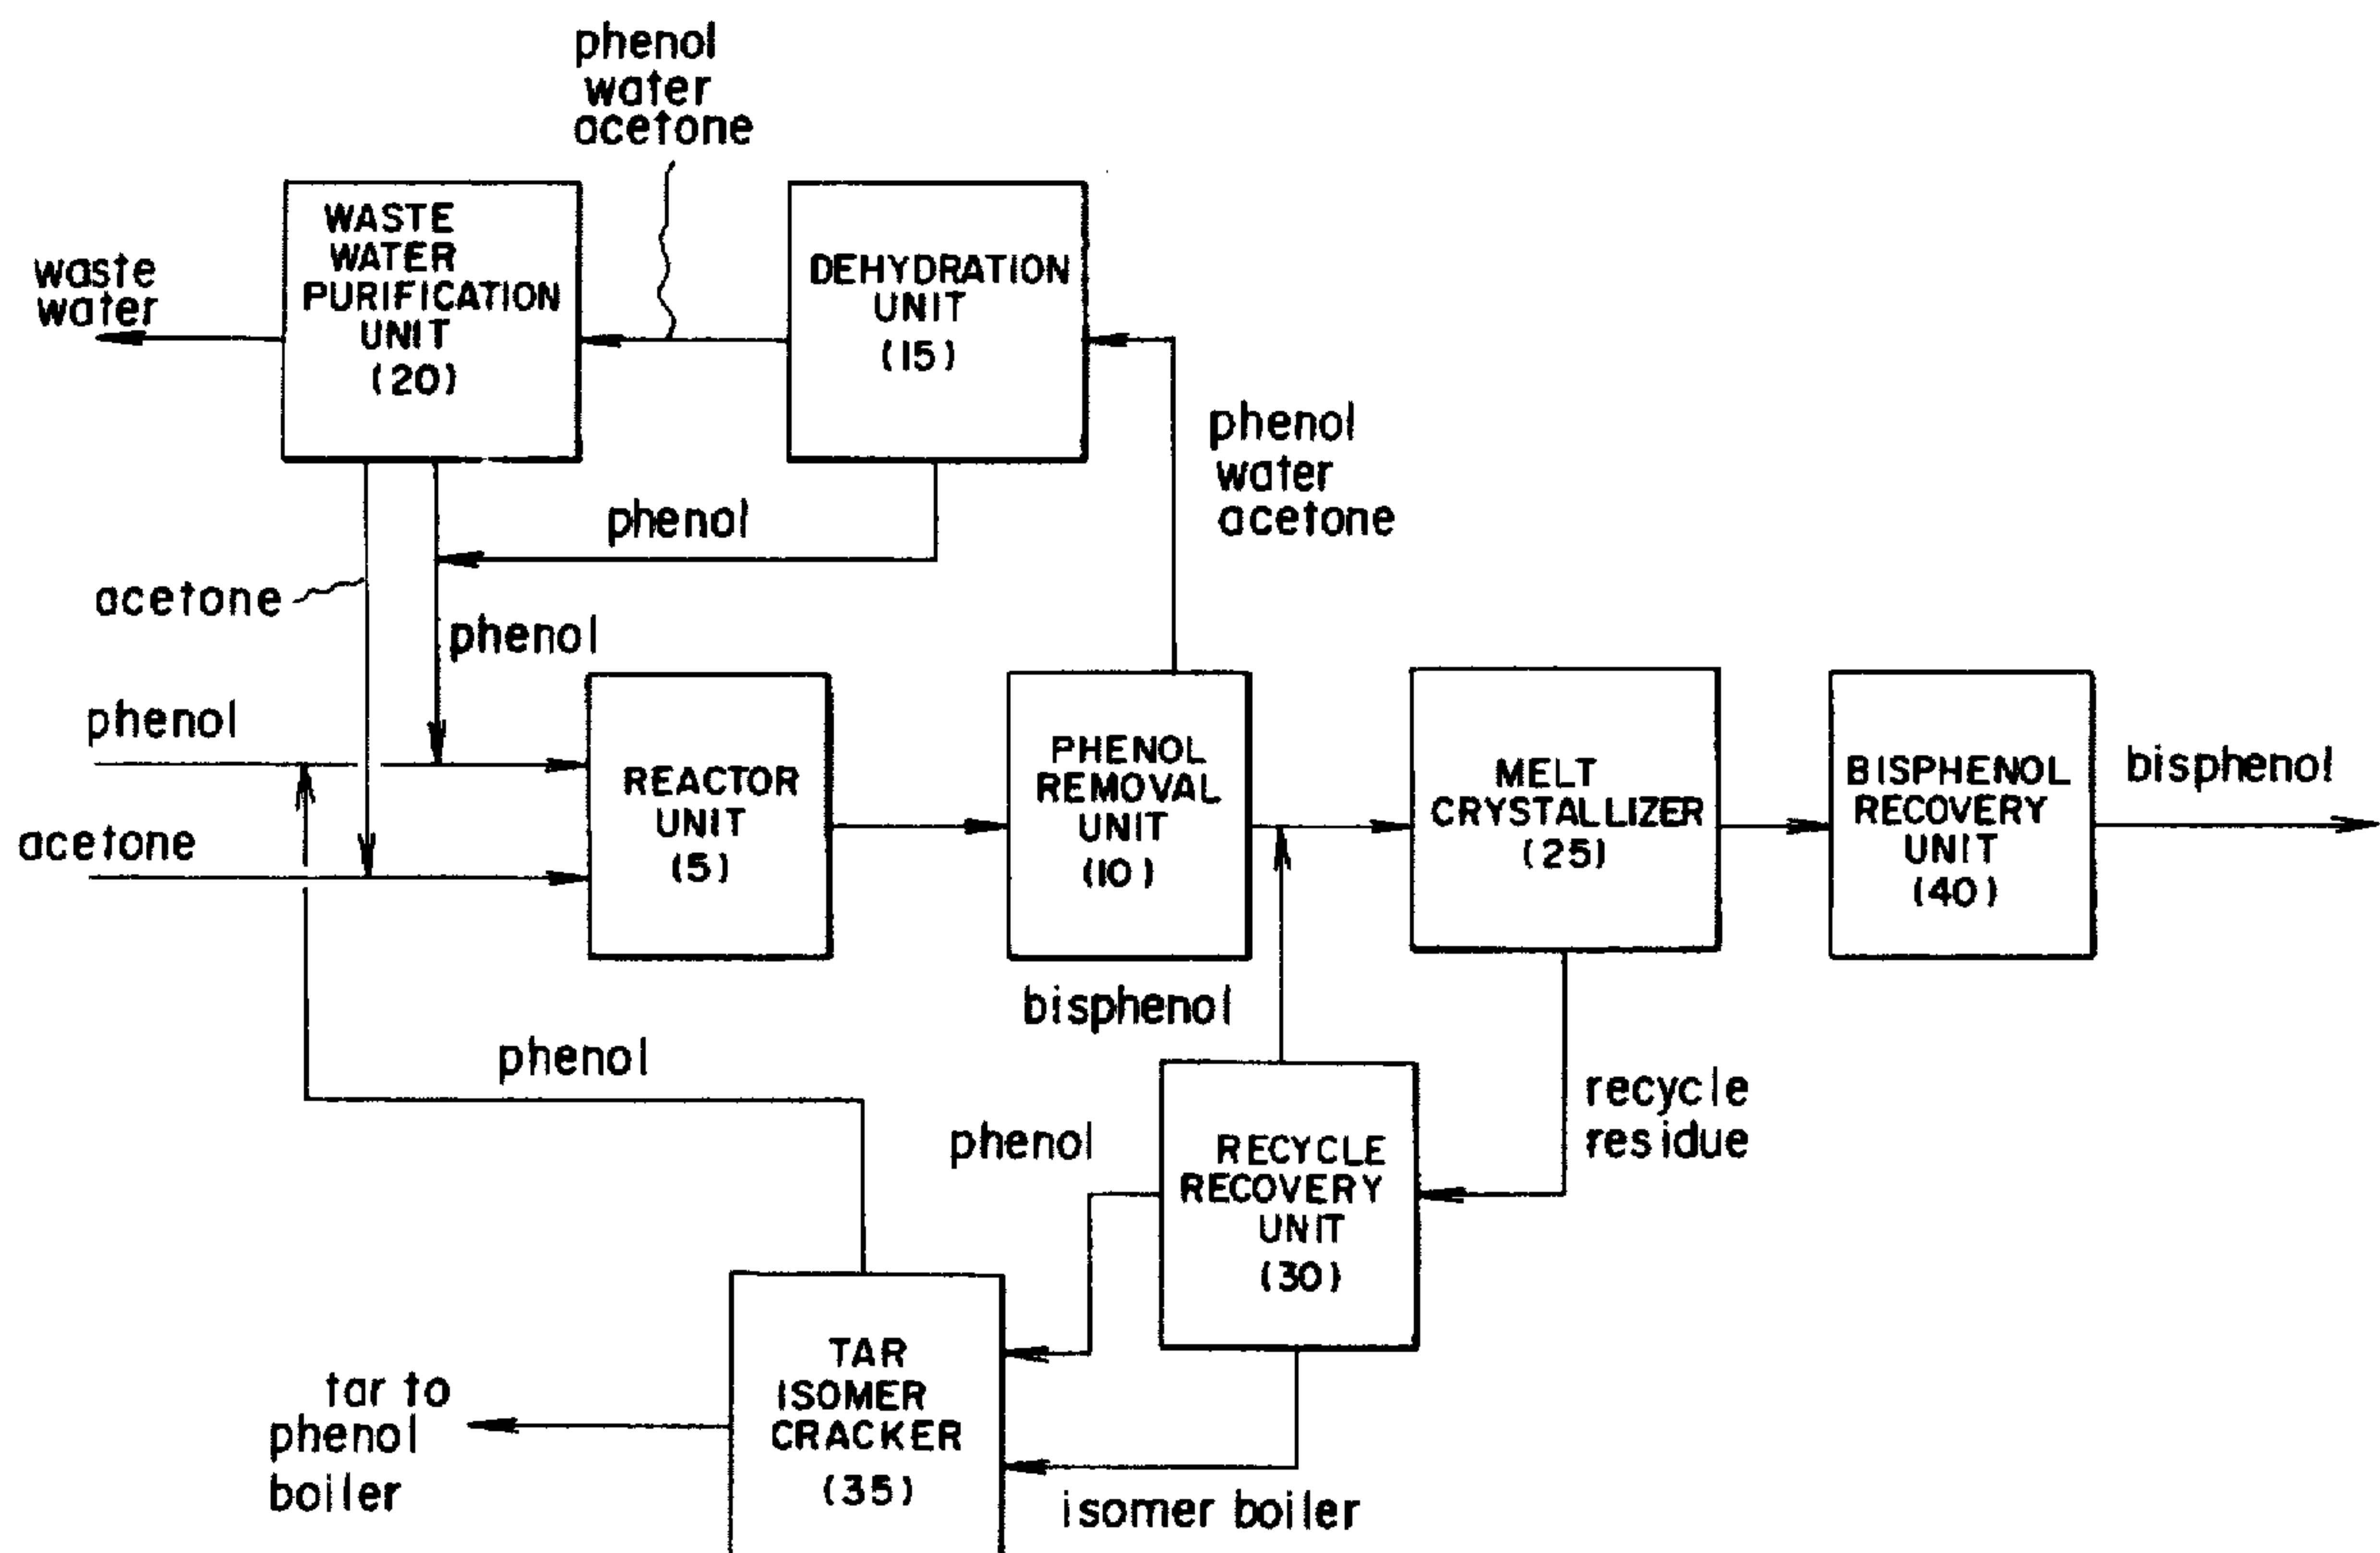 phenol
water
acetone
WASTE
WATER
PURIFICATION
UNIT
(20)
DEHYDRATION
UNIT
(15)
waste
water
phenol
water
acetone
phenol
acetone
phenol
phenol
acetone
REACTOR
UNIT
(5)
PHENOL
REMOVAL
UNIT
(10)
MELT
CRYSTALLIZER
(25)
BISPHENOL
RECOVERY
UNIT
(40)
bisphenol
bisphenol
phenol
phenol
RECYCLE
RECOVERY
UNIT
(30)
recycle
residue
TAR
ISOMER
CRACKER
(35)
tar to
phenol
boiler
isomer boiler